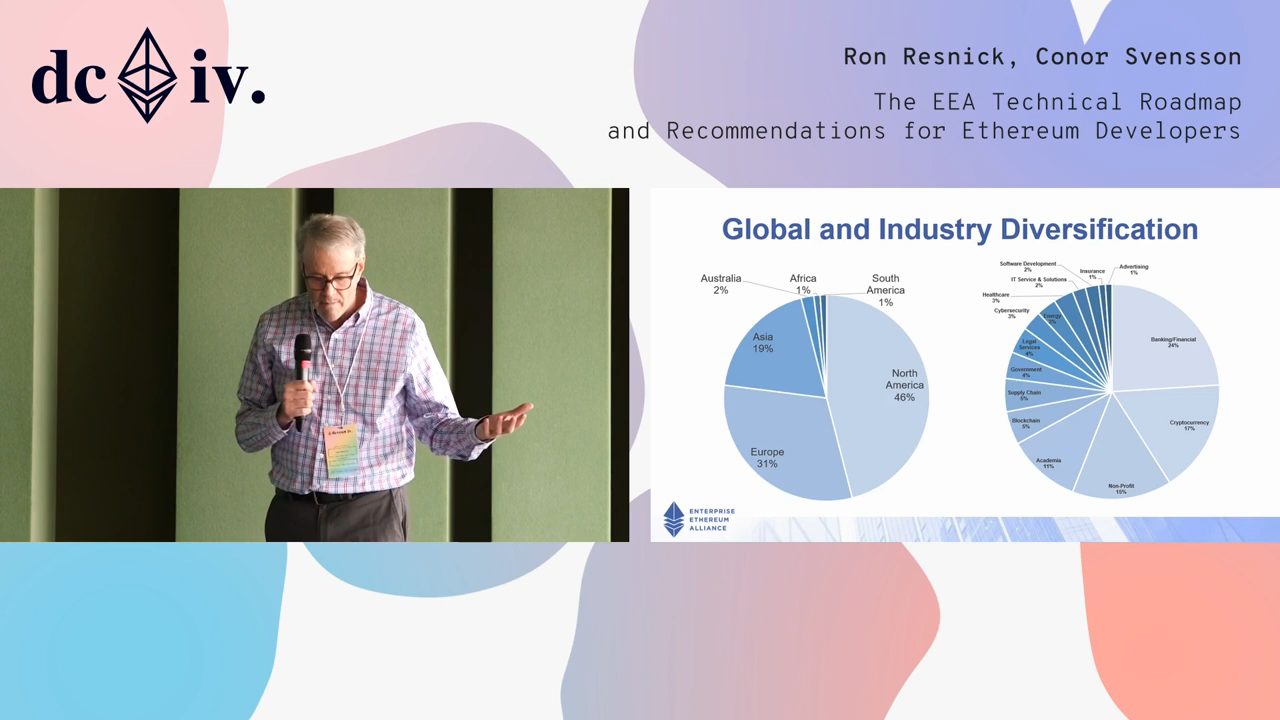 dc iv.
Ron Resnick, Conor Svensson
The EEA Technical Roadmap
and Recommendations for Ethereum Developers
Global and Industry Diversification
Australia
2%
Africa
1%
South
America
1%
Asia
19%
North
America
46%
Europe
31%
Software Development
2%
Insurance
1%
Advertising
1%
IT Service & Solutions
2%
Healthcare
3%
Cybersecurity
3%
Energy
Legal
Services
4%
Government
4%
Supply Chain
5%
Blockchain
5%
Academia
11%
Non-Profit
15%
Cryptocurrency
17%
Banking/Financial
24%
ENTERPRISE
ETHEREUM
ALLIANCE